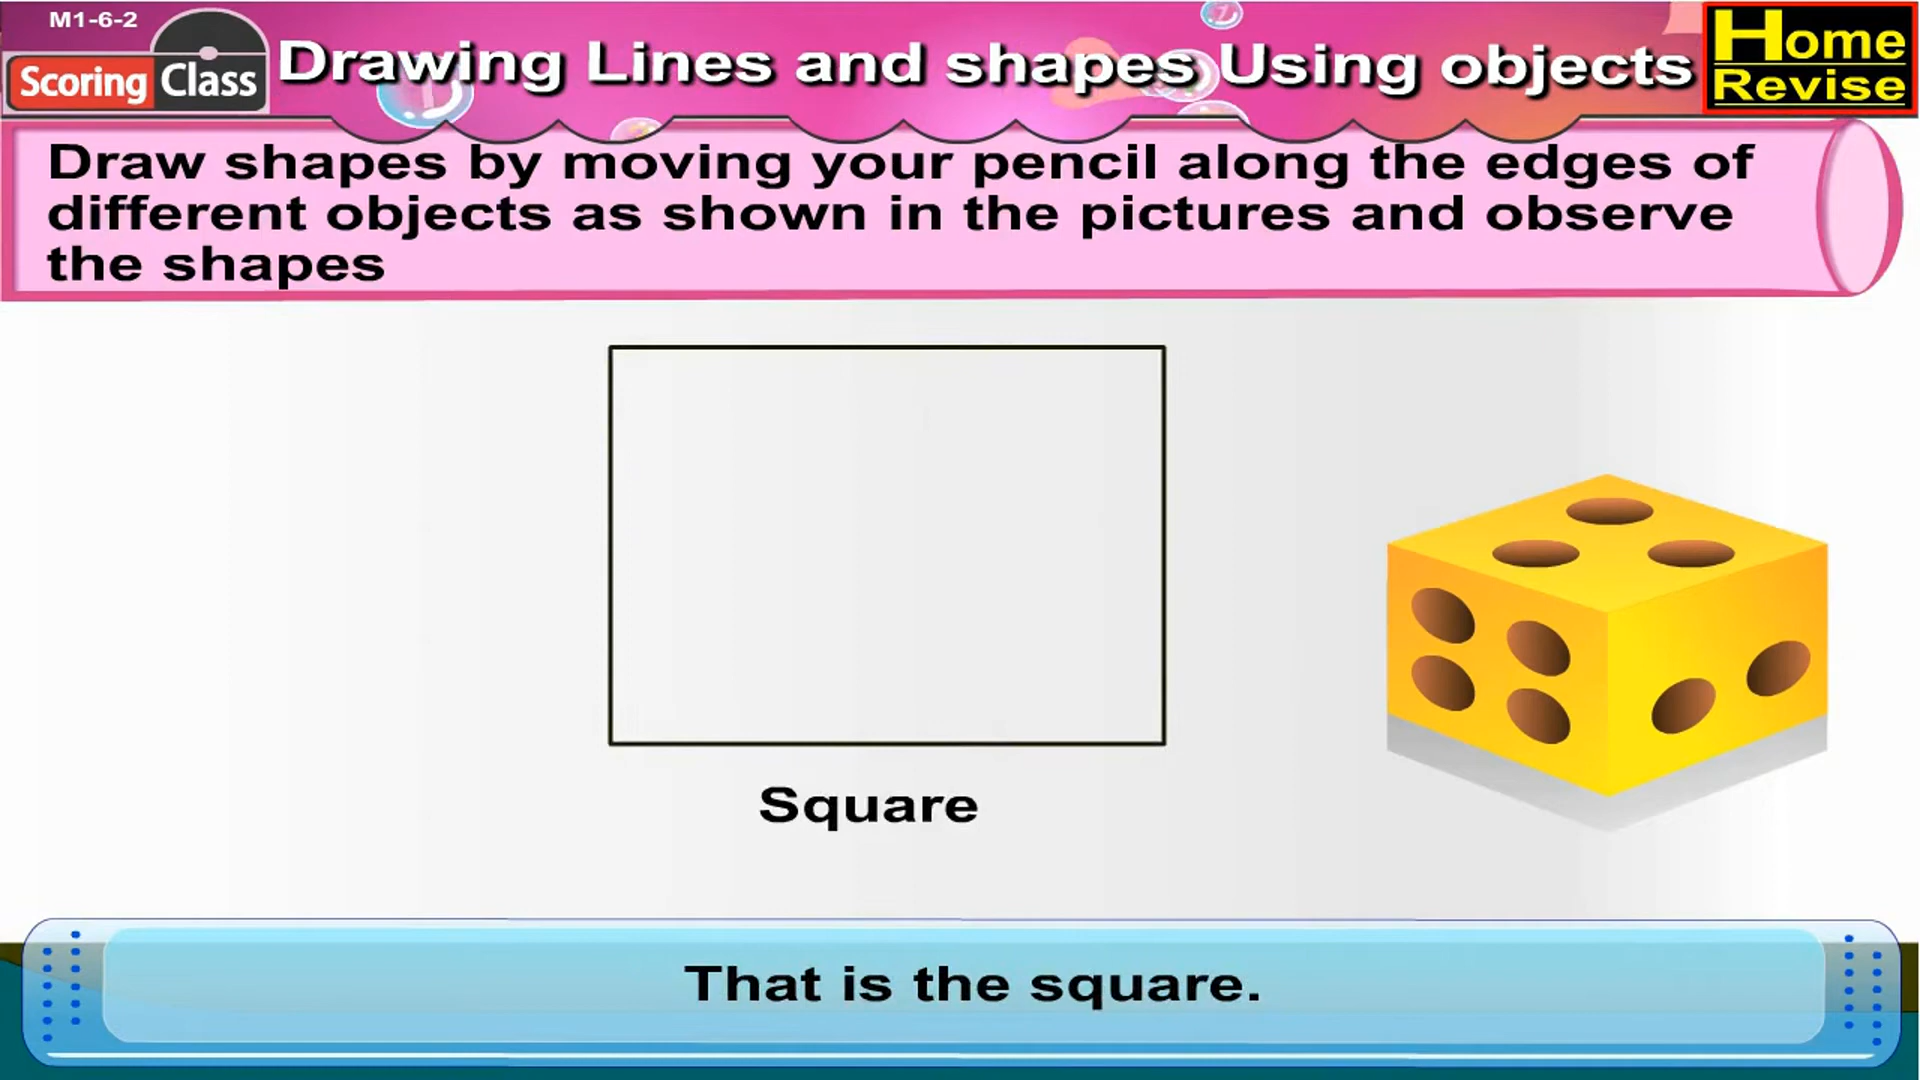 M1-6-2
Scoring Class
Drawing Lines and shapes Using objects
Home
Revise
Draw shapes by moving your pencil along the edges of
different objects as shown in the pictures and observe
the shapes
Square
That is the square.